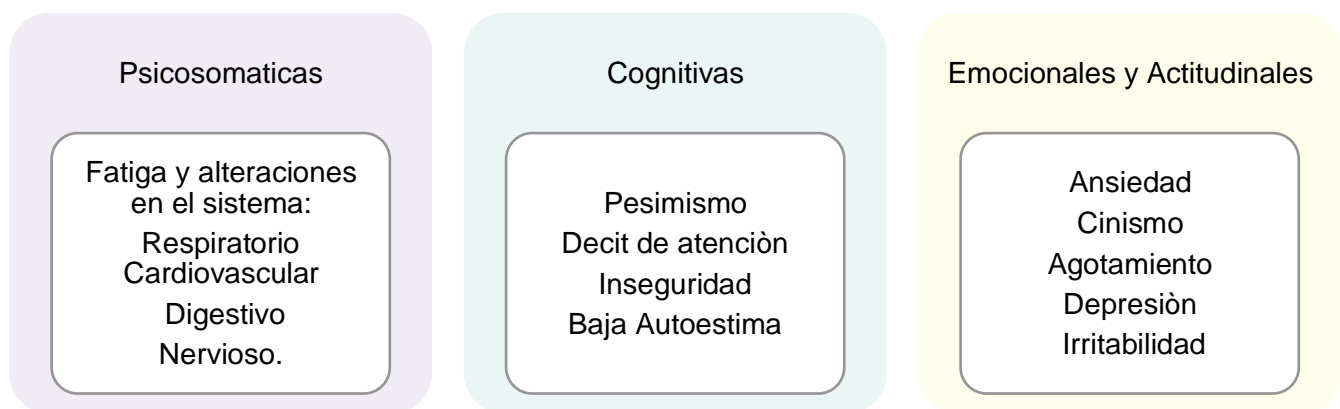 Psicosomaticas
Fatiga y alteraciones
en el sistema:
Respiratorio
Cardiovascular
Digestivo
Nervioso.
Cognitivas
Pesimismo
Decit de atenciòn
Inseguridad
Baja Autoestima
Emocionales y Actitudinales
Ansiedad
Cinismo
Agotamiento
Depresiòn
Irritabilidad